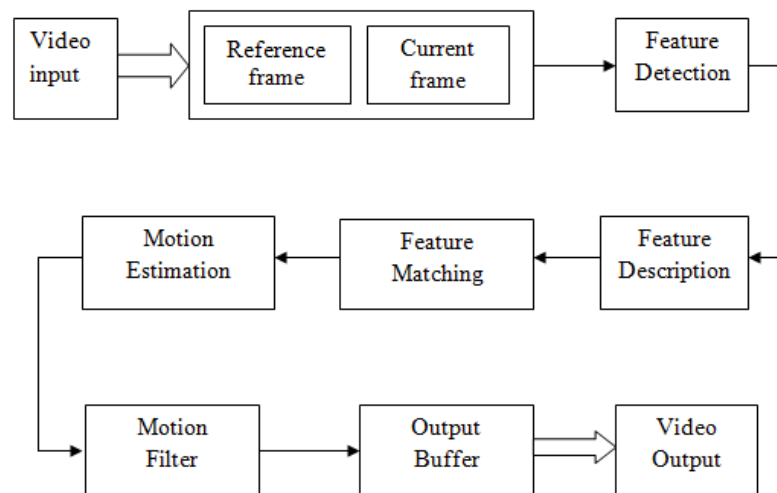 Video
input
Reference
frame
Current
frame
Feature
Detection
Motion
Estimation
Feature
Matching
Feature
Description
Motion
Filter
Output
Buffer
Video
Output